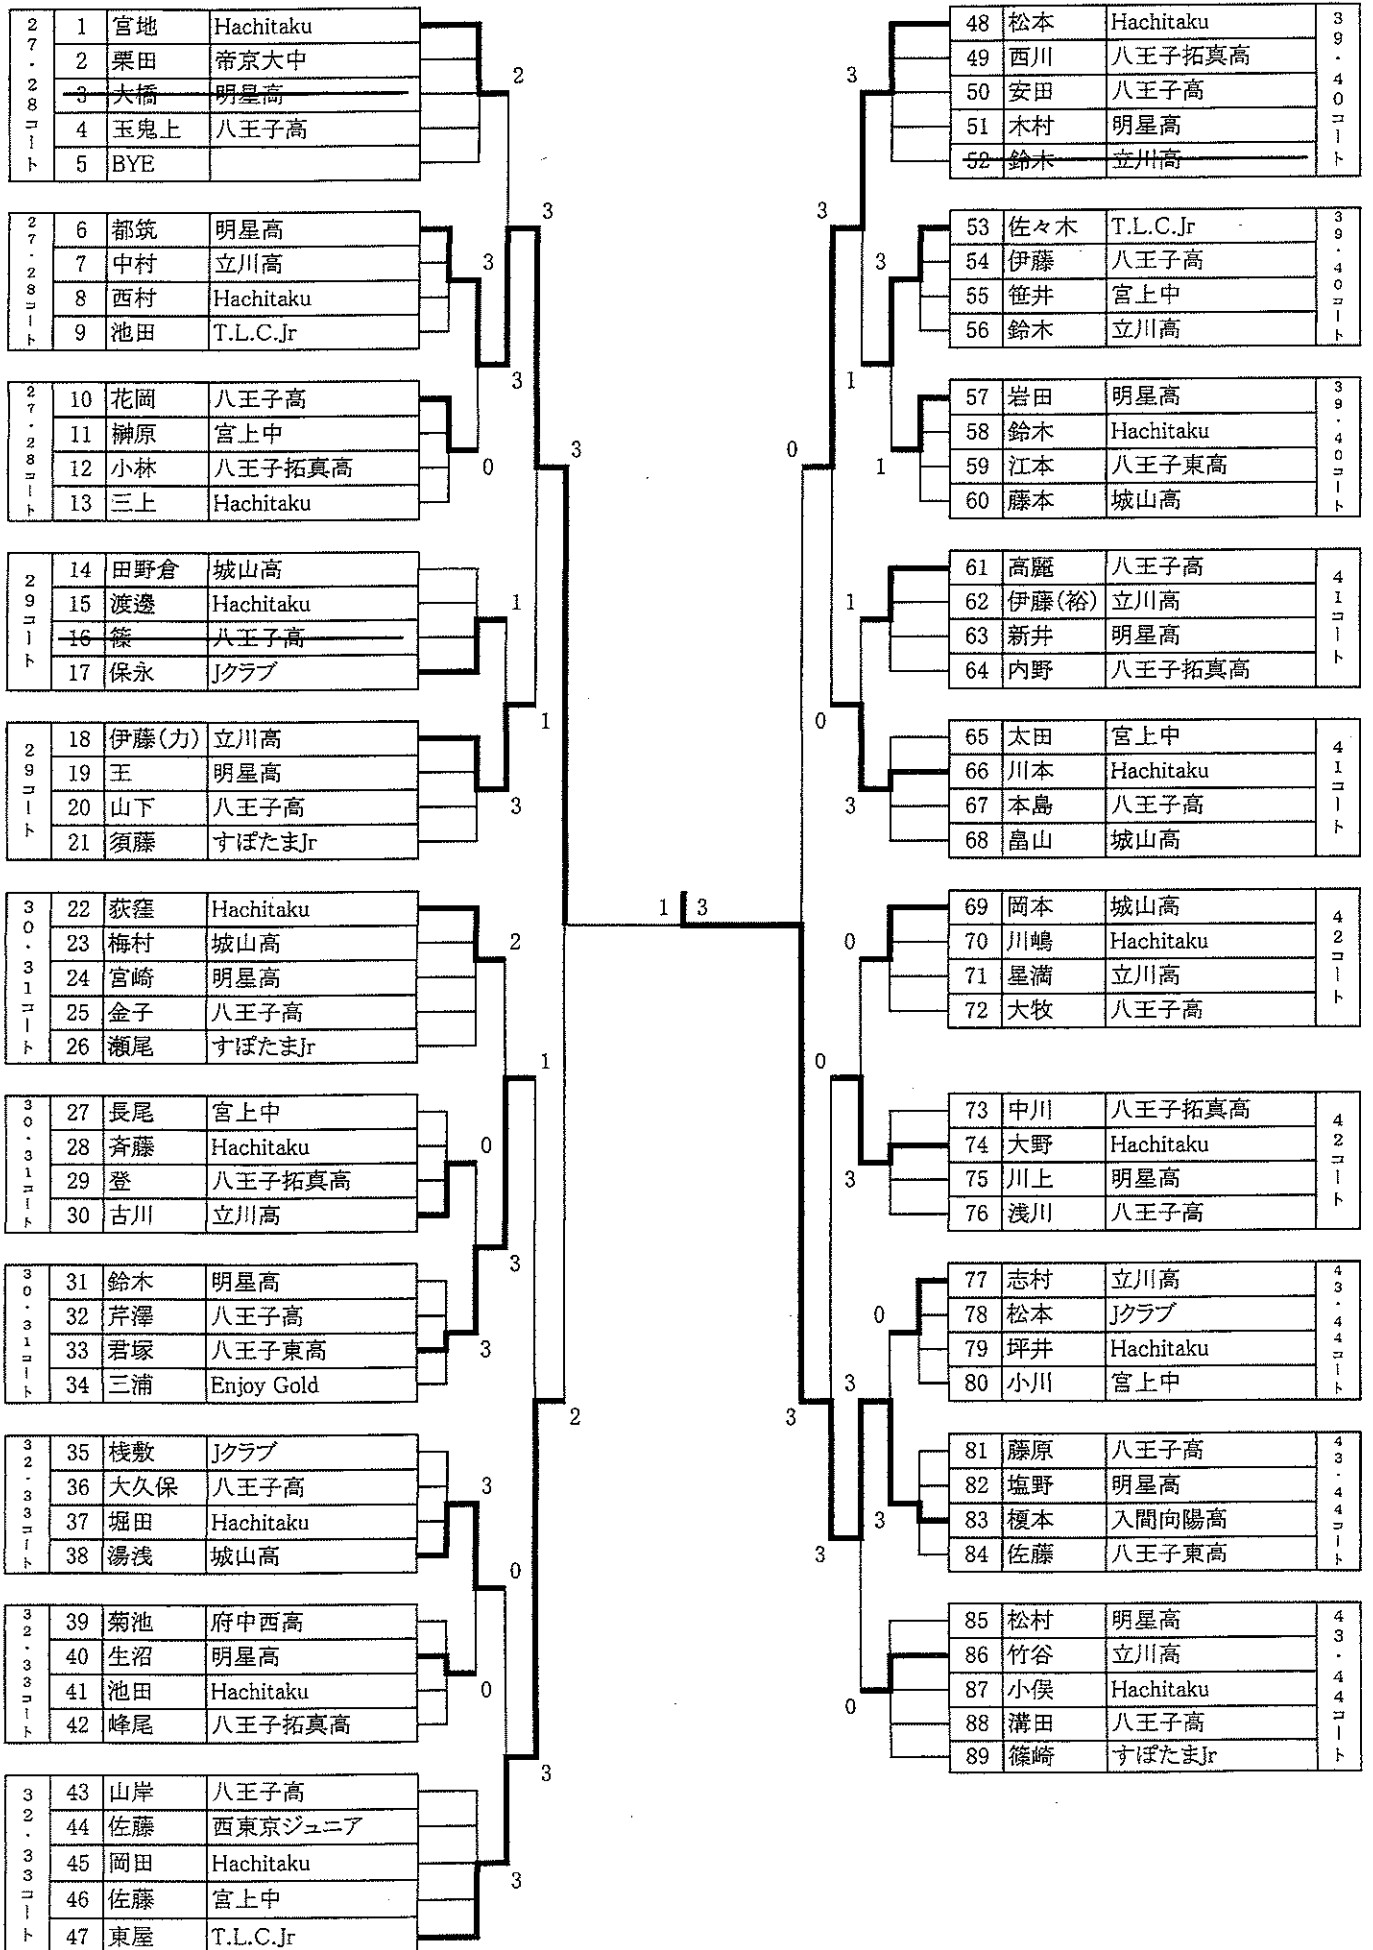 27・28コート
1 宮地 Hachitaku
2 栗田 帝京大中
3 大橋 明星高
4 玉鬼上 八王子高
5 BYE
2
3
27・28コート
6 都筑 明星高
7 中村 立川高
8 西村 Hachitaku
9 池田 T.L.C.Jr
3
3
27・28コート
10 花岡 八王子高
11 榊原 宮上中
12 小林 八王子拓真高
13 三上 Hachitaku
0
3
29コート
14 田野倉 城山高
15 渡邊 Hachitaku
16 篠 八王子高
17 保永 Jクラブ
1
1
29コート
18 伊藤(力) 立川高
19 王 明星高
20 山下 八王子高
21 須藤 すぽたまJr
3
30・31コート
22 荻窪 Hachitaku
23 梅村 城山高
24 宮崎 明星高
25 金子 八王子高
26 瀬尾 すぽたまJr
2
1
30・31コート
27 長尾 宮上中
28 斉藤 Hachitaku
29 登 八王子拓真高
30 古川 立川高
0
3
30・31コート
31 鈴木 明星高
32 芹澤 八王子高
33 君塚 八王子東高
34 三浦 Enjoy Gold
3
2
32・33コート
35 桟敷 Jクラブ
36 大久保 八王子高
37 堀田 Hachitaku
38 湯浅 城山高
3
0
32・33コート
39 菊池 府中西高
40 生沼 明星高
41 池田 Hachitaku
42 峰尾 八王子拓真高
0
3
32・33コート
43 山岸 八王子高
44 佐藤 西東京ジュニア
45 岡田 Hachitaku
46 佐藤 宮上中
47 東屋 T.L.C.Jr
3
1 3
39・40コート
48 松本 Hachitaku
49 西川 八王子拓真高
50 安田 八王子高
51 木村 明星高
52 鈴木 立川高
3
3
39・40コート
53 佐々木 T.L.C.Jr
54 伊藤 八王子高
55 笹井 宮上中
56 鈴木 立川高
3
1
39・40コート
57 岩田 明星高
58 鈴木 Hachitaku
59 江本 八王子東高
60 藤本 城山高
1
0
41コート
61 高麗 八王子高
62 伊藤(裕) 立川高
63 新井 明星高
64 内野 八王子拓真高
1
0
41コート
65 太田 宮上中
66 川本 Hachitaku
67 本島 八王子高
68 畠山 城山高
3
42コート
69 岡本 城山高
70 川嶋 Hachitaku
71 星満 立川高
72 大牧 八王子高
0
0
42コート
73 中川 八王子拓真高
74 大野 Hachitaku
75 川上 明星高
76 浅川 八王子高
3
43・44コート
77 志村 立川高
78 松本 Jクラブ
79 坪井 Hachitaku
80 小川 宮上中
0
3
3
43・44コート
81 藤原 八王子高
82 塩野 明星高
83 榎本 入間向陽高
84 佐藤 八王子東高
3
3
43・44コート
85 松村 明星高
86 竹谷 立川高
87 小俣 Hachitaku
88 溝田 八王子高
89 篠崎 すぽたまJr
0